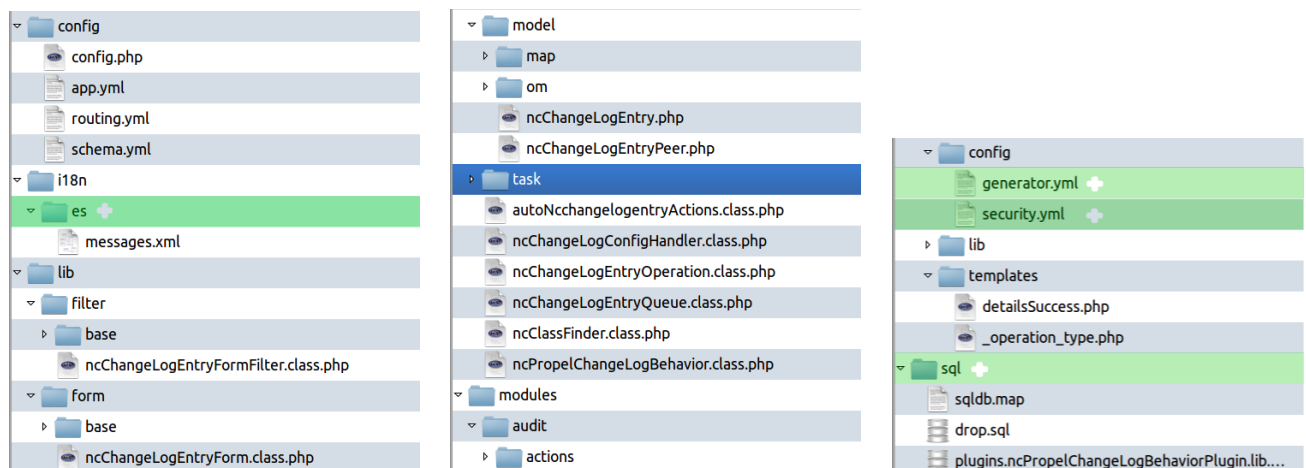 config
config.php
app.yml
routing.yml
schema.yml
i18n
es
messages.xml
lib
filter
base
ncChangeLogEntryFormFilter.class.php
form
base
ncChangeLogEntryForm.class.php
model
map
om
ncChangeLogEntry.php
ncChangeLogEntryPeer.php
task
autoNcchangelogentryActions.class.php
ncChangeLogConfigHandler.class.php
ncChangeLogEntryOperation.class.php
ncChangeLogEntryQueue.class.php
ncClassFinder.class.php
ncPropelChangeLogBehavior.class.php
modules
audit
actions
config
generator.yml
security.yml
lib
templates
detailsSuccess.php
_operation_type.php
sql
sqldb.map
drop.sql
plugins.ncPropelChangeLogBehaviorPlugin.lib....